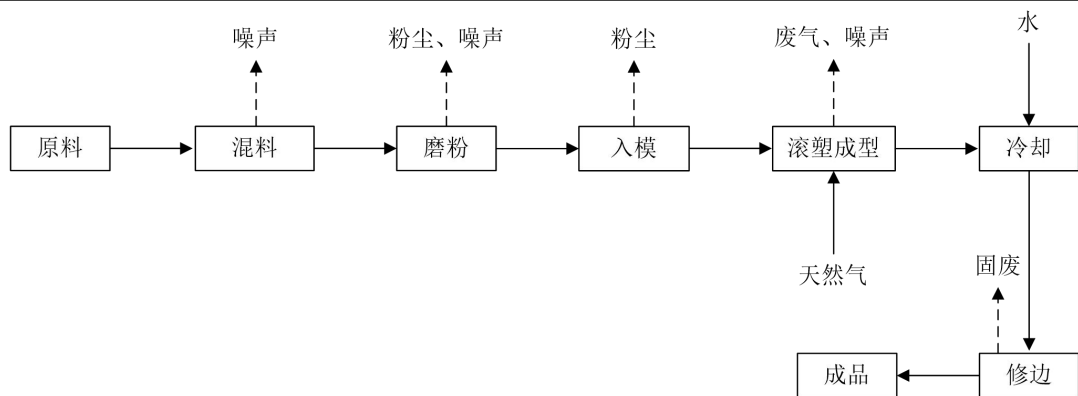 水
噪声
粉尘、噪声
粉尘
废气、噪声
原料
混料
磨粉
入模
滚塑成型
冷却
天然气
固废
成品
修边